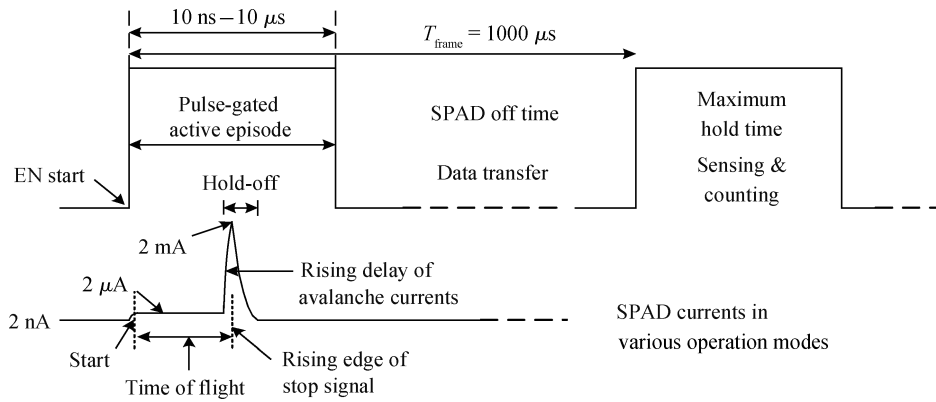 10 ns – 10 μs
T_frame = 1000 μs
Pulse-gated
active episode
SPAD off time
Maximum
hold time
EN start
Data transfer
Sensing &
counting
Hold-off
2 mA
Rising delay of
avalanche currents
2 μA
2 nA
SPAD currents in
various operation modes
Start
Time of flight
Rising edge of
stop signal